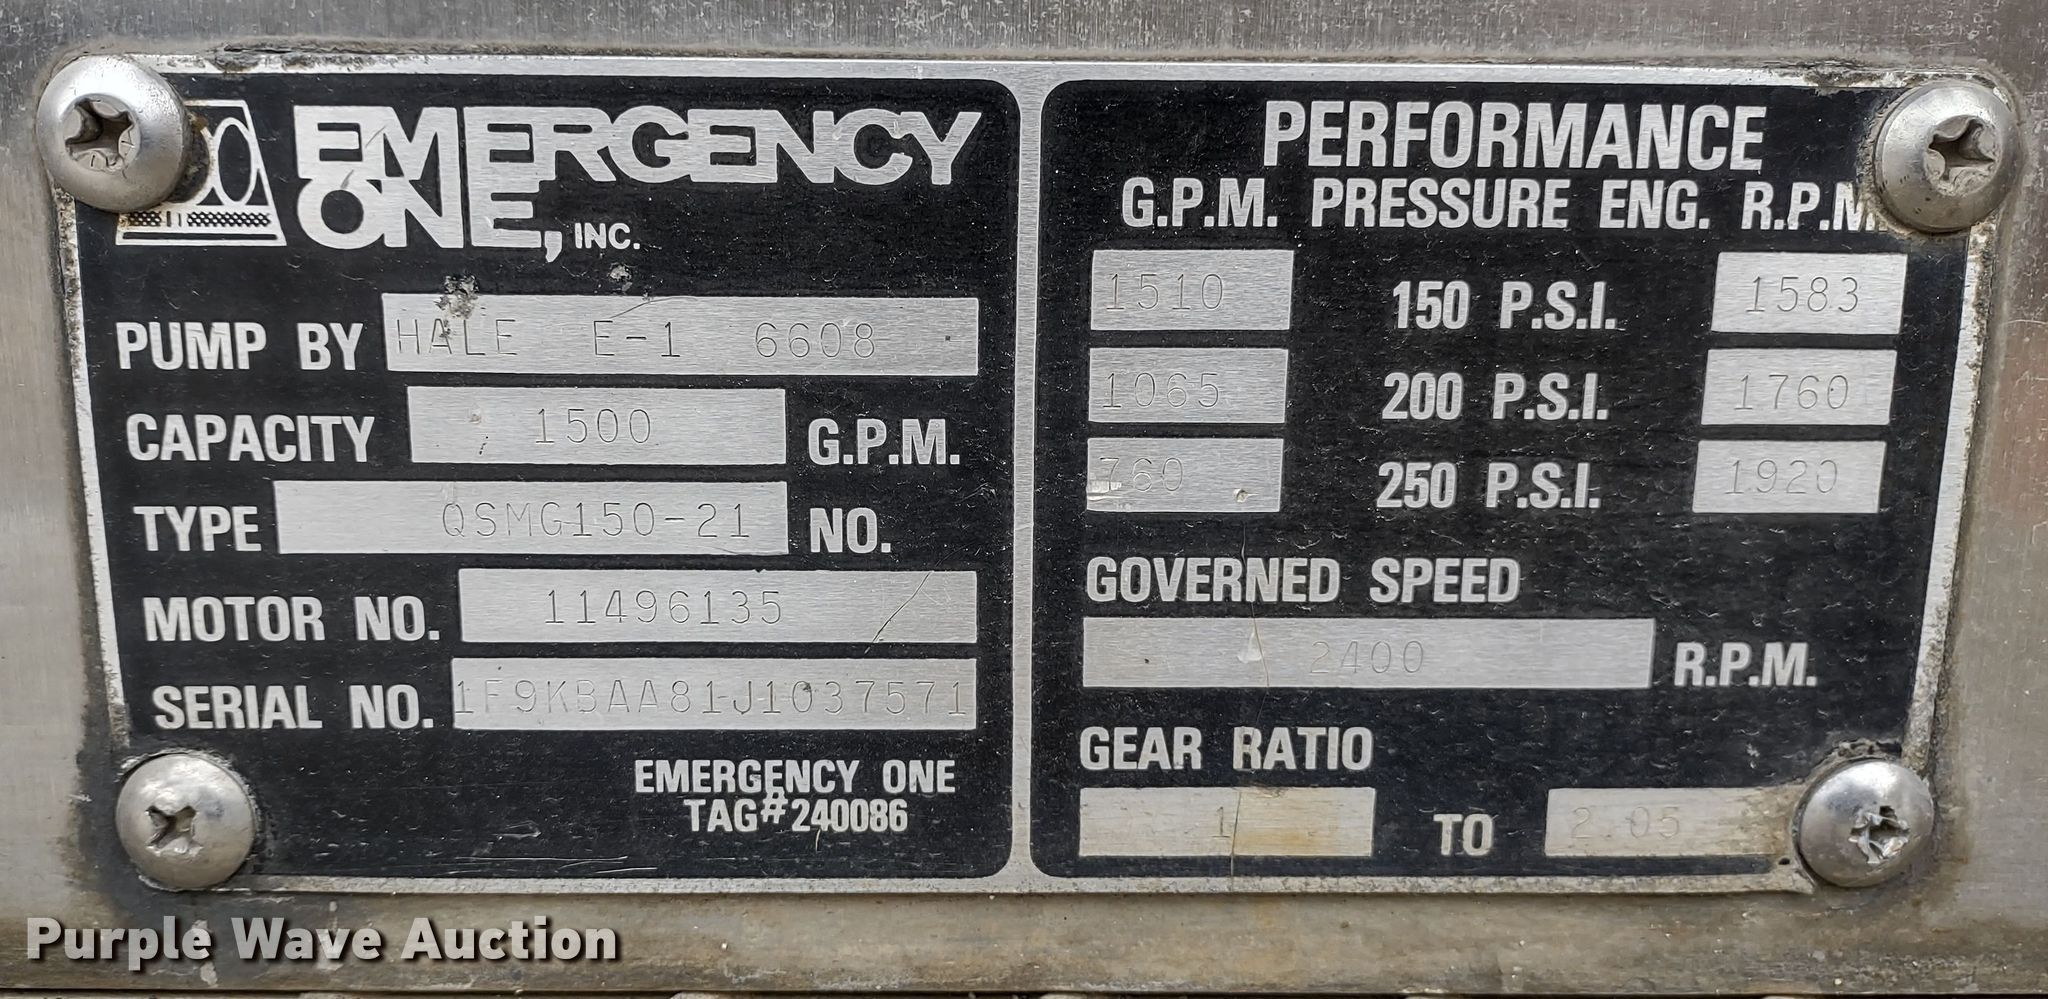 EMERGENCY
ONE, INC.
PUMP BY HALE E-1 6608
CAPACITY 1500 G.P.M.
TYPE QSMG150-21 NO.
MOTOR NO. 11496135
SERIAL NO. 1F9KBAA81J1037571
EMERGENCY ONE
TAG#240086
PERFORMANCE
G.P.M. PRESSURE ENG. R.P.M.
1510 150 P.S.I. 1583
1065 200 P.S.I. 1760
760 250 P.S.I. 1920
GOVERNED SPEED
2400 R.P.M.
GEAR RATIO
1 TO 2.05
Purple Wave Auction